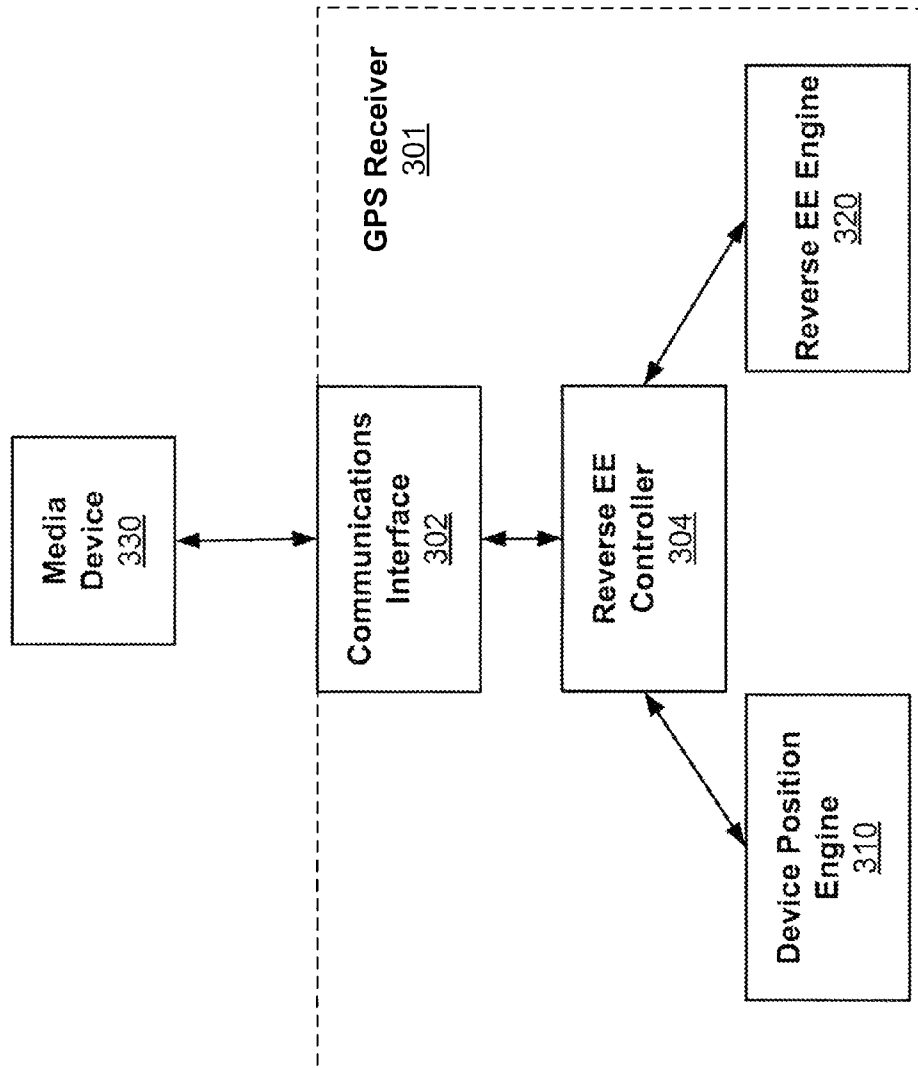 Media
Device
330
GPS Receiver
301
Communications
Interface
302
Reverse EE
Controller
304
Device Position
Engine
310
Reverse EE Engine
320